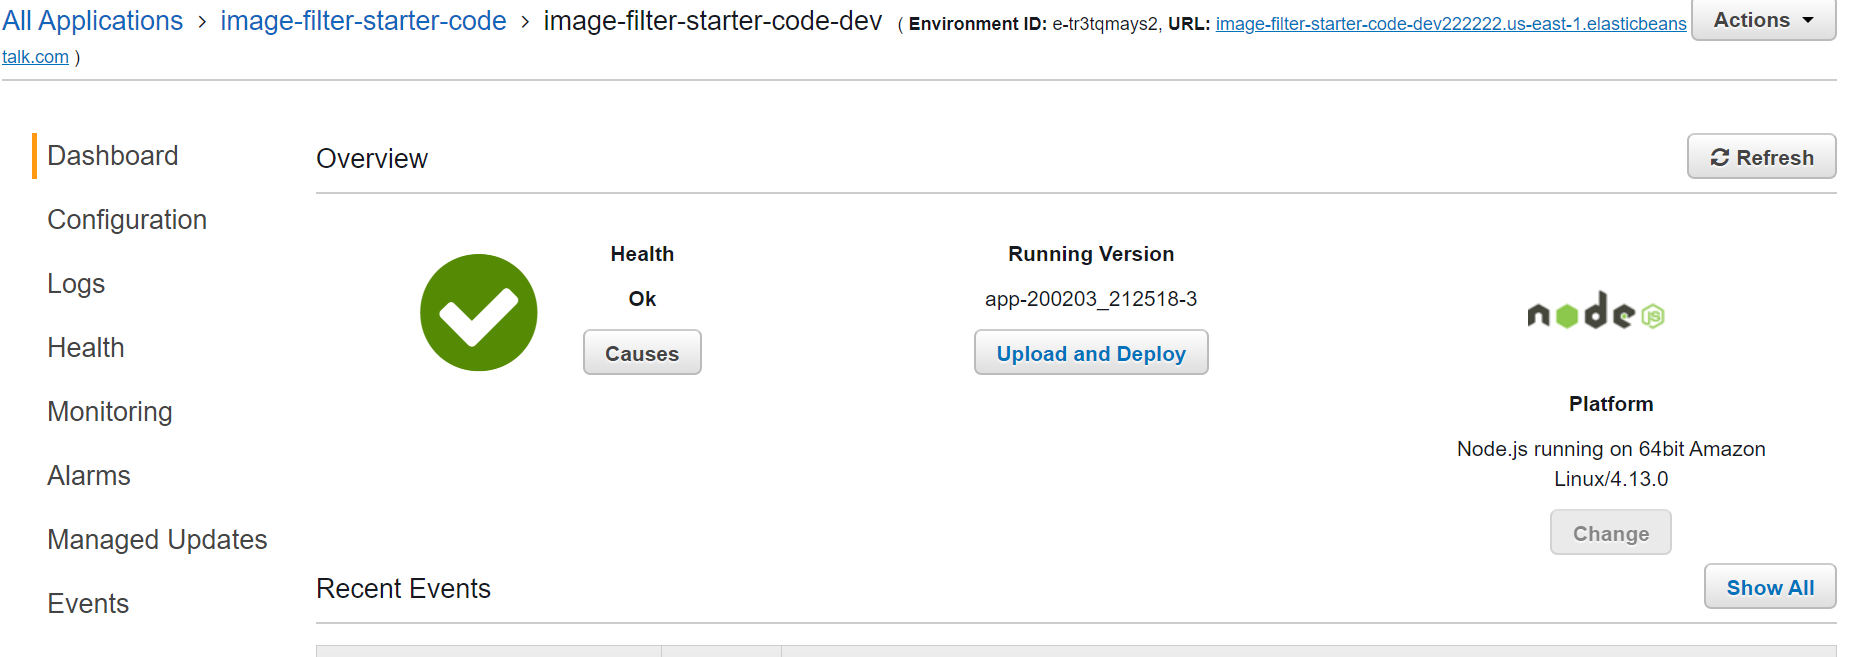 All Applications › image-filter-starter-code › image-filter-starter-code-dev ( Environment ID: e-tr3tqmays2, URL: image-filter-starter-code-dev222222.us-east-1.elasticbeans
talk.com )
Actions
Dashboard
Configuration
Logs
Health
Monitoring
Alarms
Managed Updates
Events
Overview
Refresh
Health
Ok
Causes
Running Version
app-200203_212518-3
Upload and Deploy
node JS
Platform
Node.js running on 64bit Amazon
Linux/4.13.0
Change
Recent Events
Show All